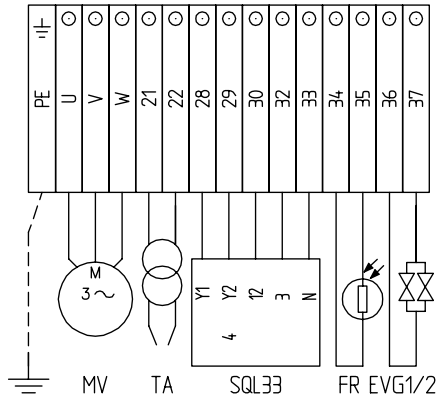 PE U V W 21 22 28 29 30 32 33 34 35 36 37
M
3~
Y1 Y2 12 3 N
4
MV TA SQL33 FR EVG1/2